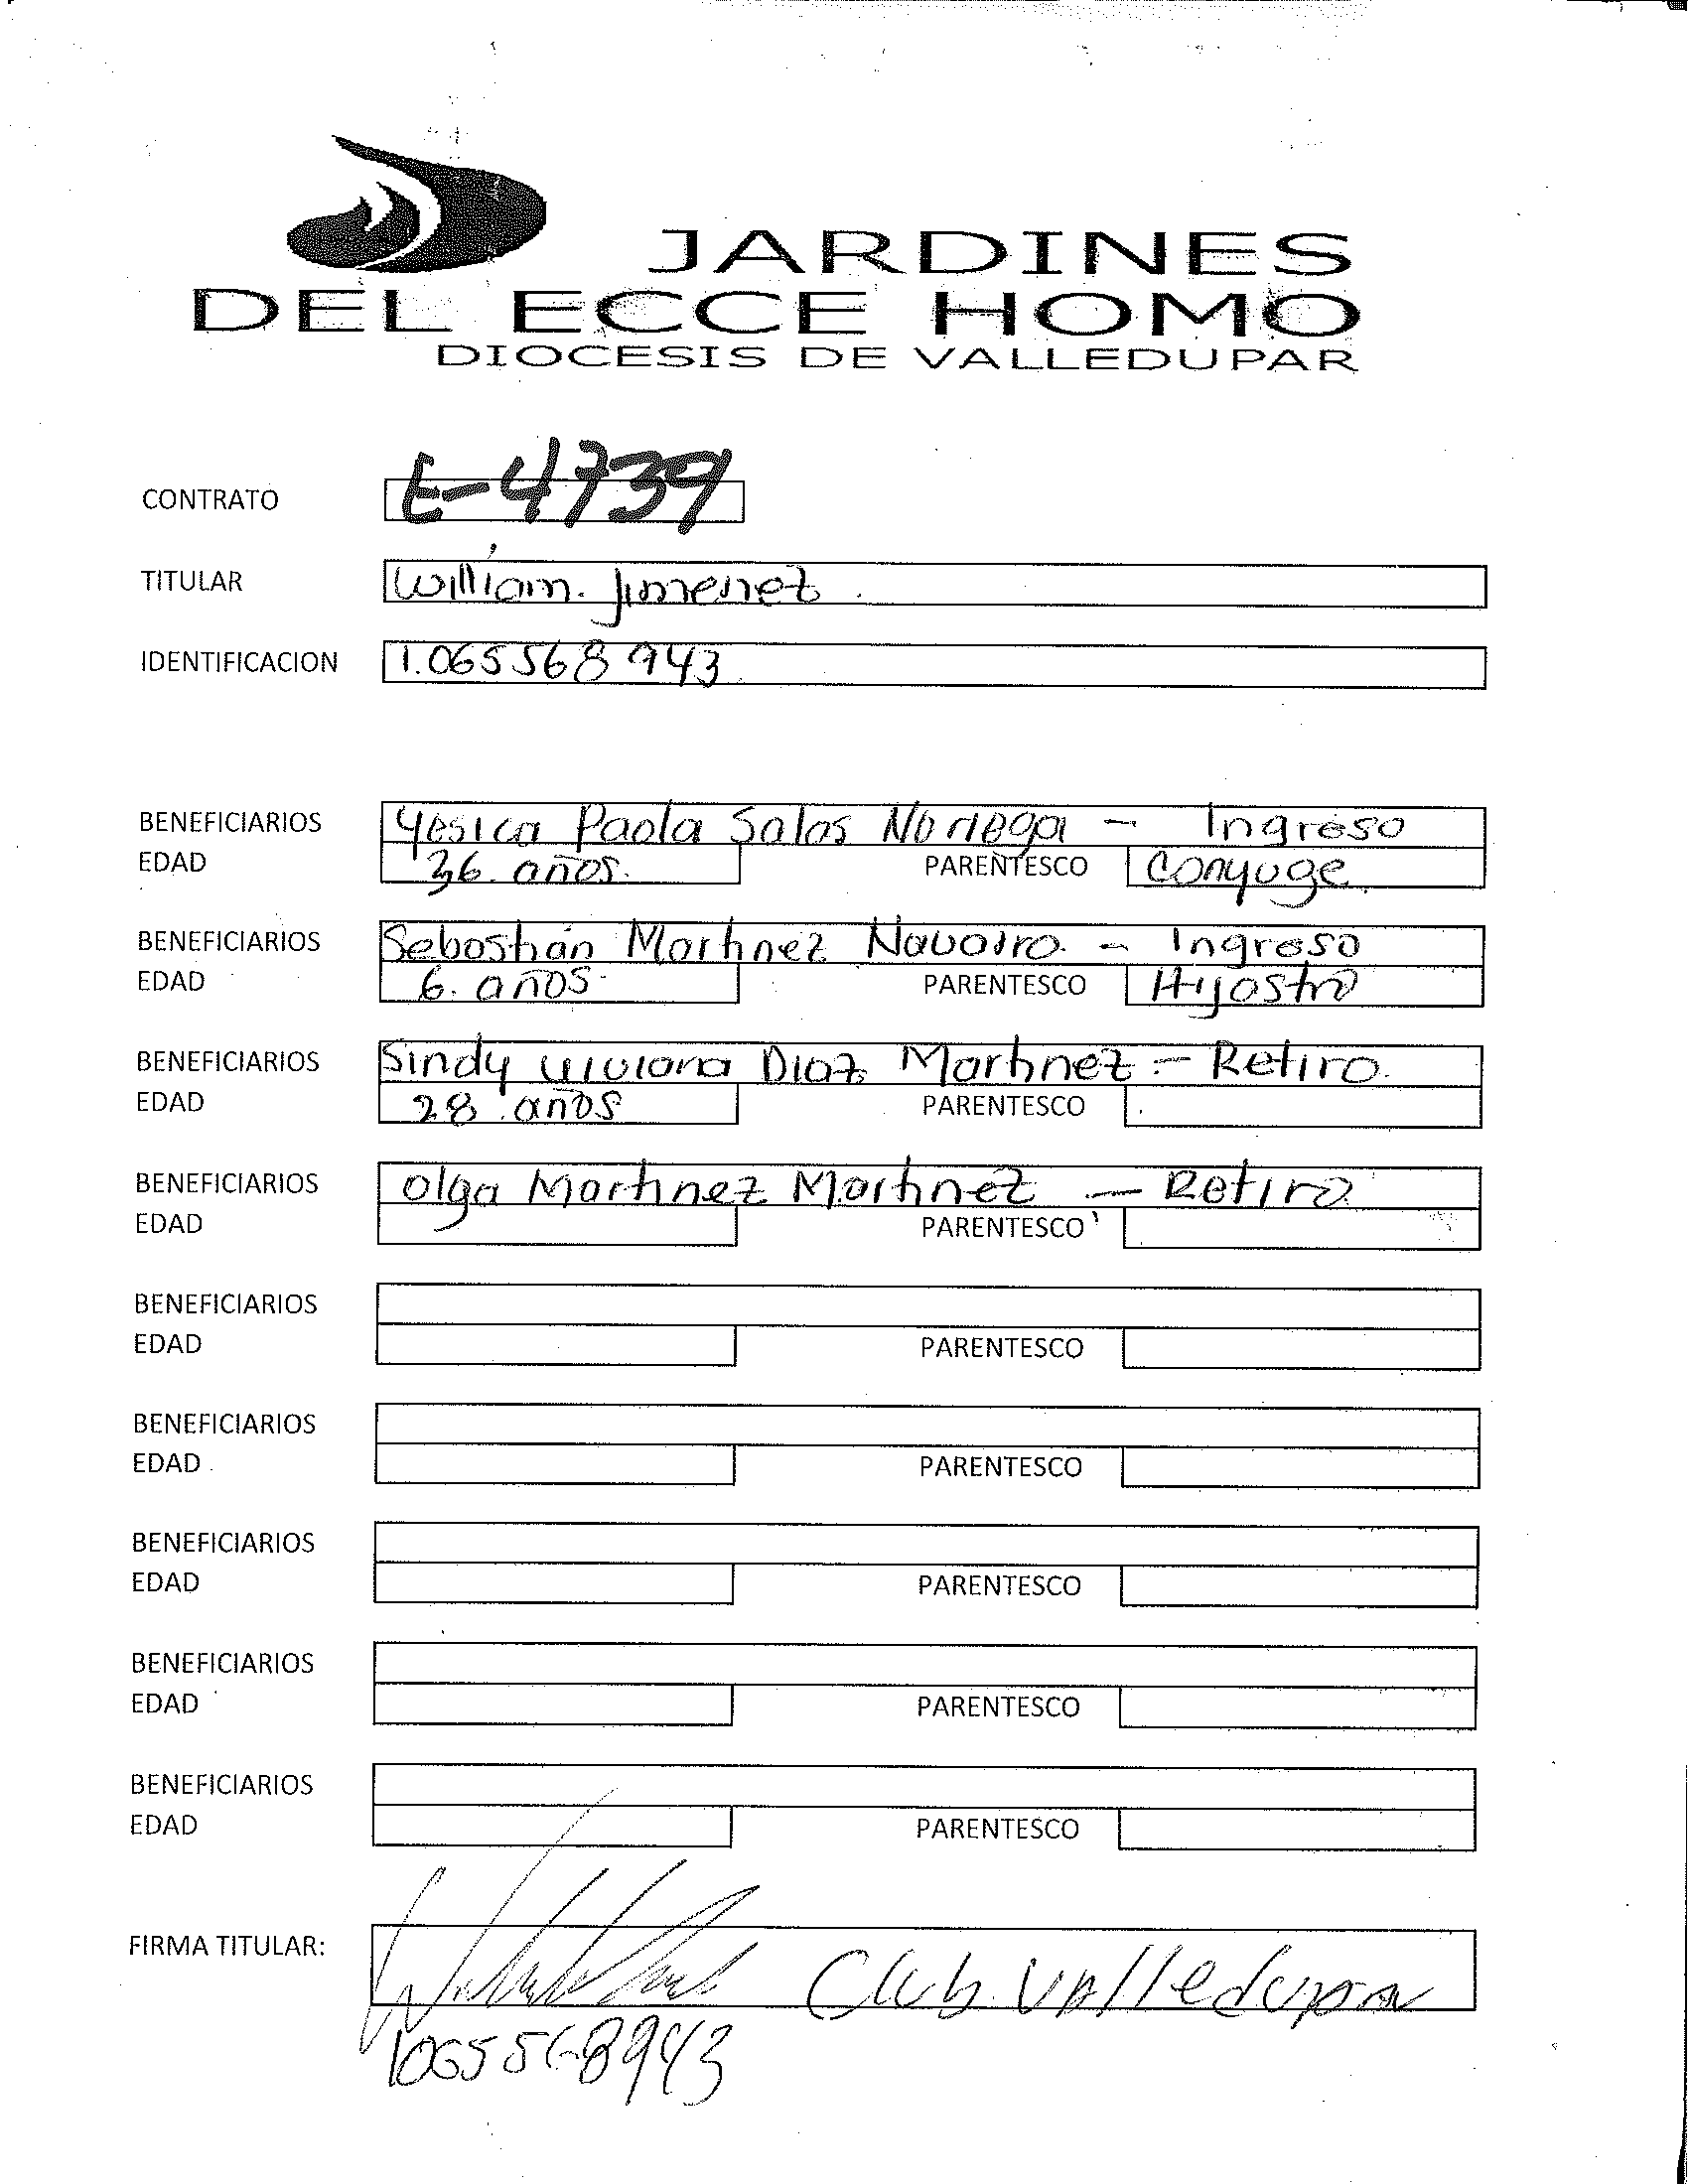 JARDINES
DEL ECCE HOMO
DIOCESIS DE VALLEDUPAR
CONTRATO E-4739
TITULAR William Jimenez
IDENTIFICACION 1.065568943
BENEFICIARIOS Yesica Paola Salas Noriega - Ingreso
EDAD 36 años. PARENTESCO Conyuge
BENEFICIARIOS Sebastián Martinez Navarro - Ingreso
EDAD 6. años PARENTESCO Hijastro
BENEFICIARIOS Sindy Viviana Diaz Martinez - Retiro
EDAD 28 años PARENTESCO
BENEFICIARIOS Olga Martinez Martinez - Retiro
EDAD PARENTESCO
BENEFICIARIOS
EDAD PARENTESCO
BENEFICIARIOS
EDAD PARENTESCO
BENEFICIARIOS
EDAD PARENTESCO
BENEFICIARIOS
EDAD PARENTESCO
BENEFICIARIOS
EDAD PARENTESCO
FIRMA TITULAR: Club Valledupar
1065568943